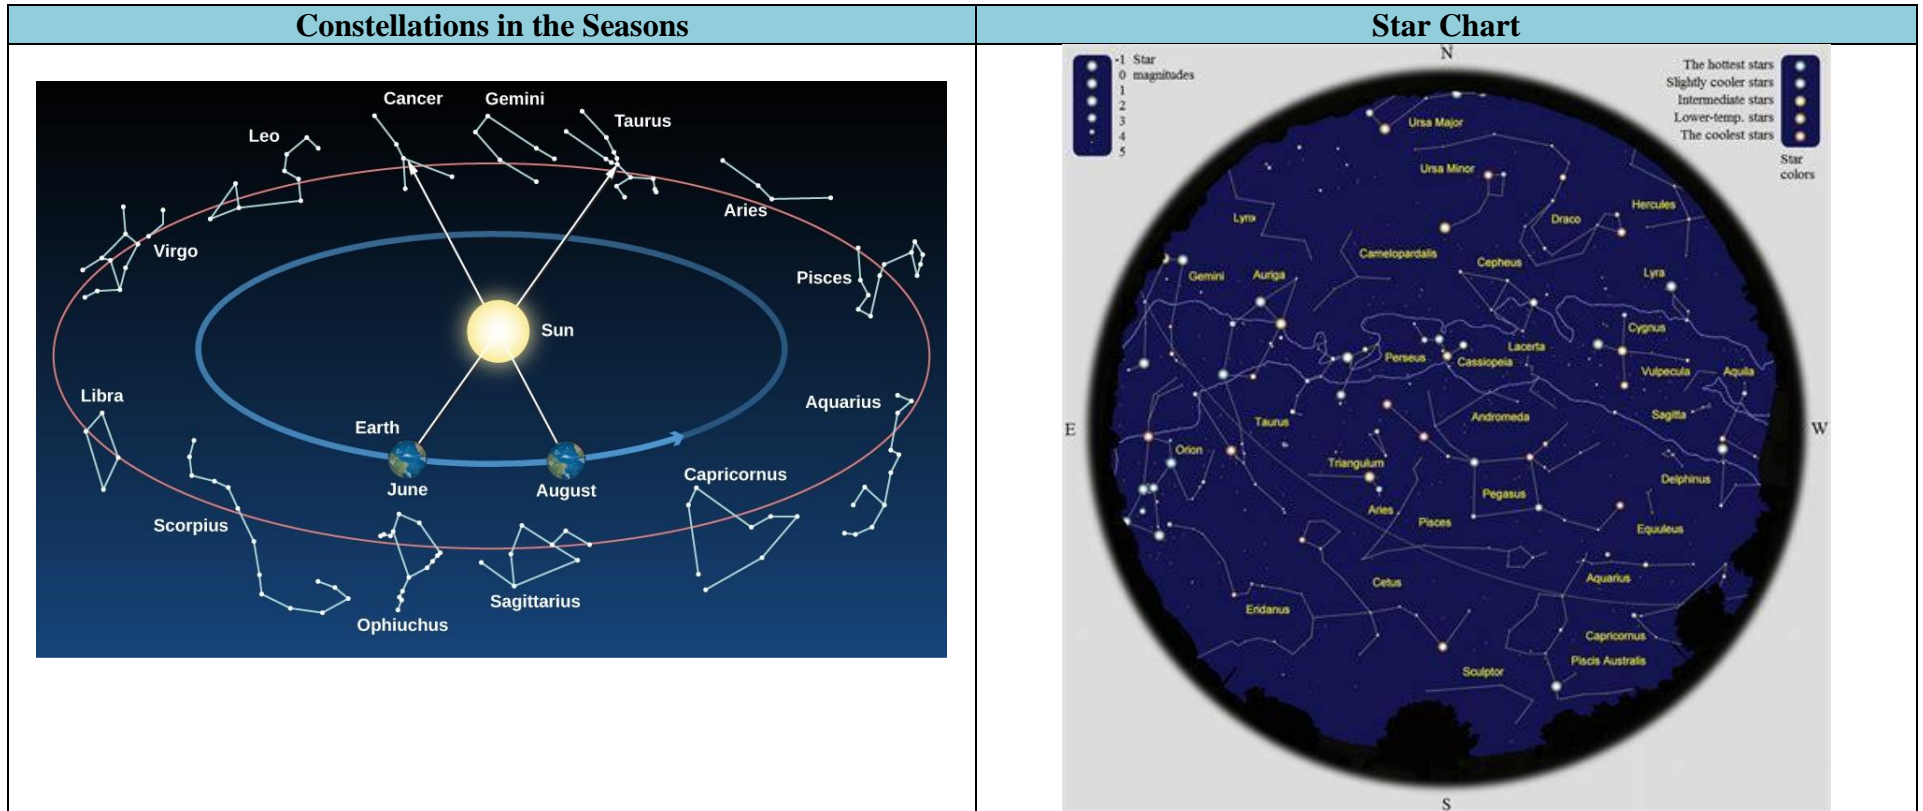 Constellations in the Seasons
Star Chart
Cancer
Gemini
Taurus
Leo
Aries
Virgo
Pisces
Sun
Libra
Aquarius
Earth
June
August
Capricornus
Scorpius
Sagittarius
Ophiuchus
N
-1 Star
0 magnitudes
1
2
3
4
5
The hottest stars
Slightly cooler stars
Intermediate stars
Lower-temp. stars
The coolest stars
Star
colors
Ursa Major
Ursa Minor
Lynx
Draco
Hercules
Camelopardalis
Cepheus
Gemini
Auriga
Lyra
Cygnus
Lacerta
Perseus
Cassiopeia
Vulpecula
Aquila
Taurus
Andromeda
Sagitta
E
W
Orion
Triangulum
Delphinus
Pegasus
Aries
Pisces
Equuleus
Cetus
Aquarius
Eridanus
Capricornus
Piscis Australis
Sculptor
S